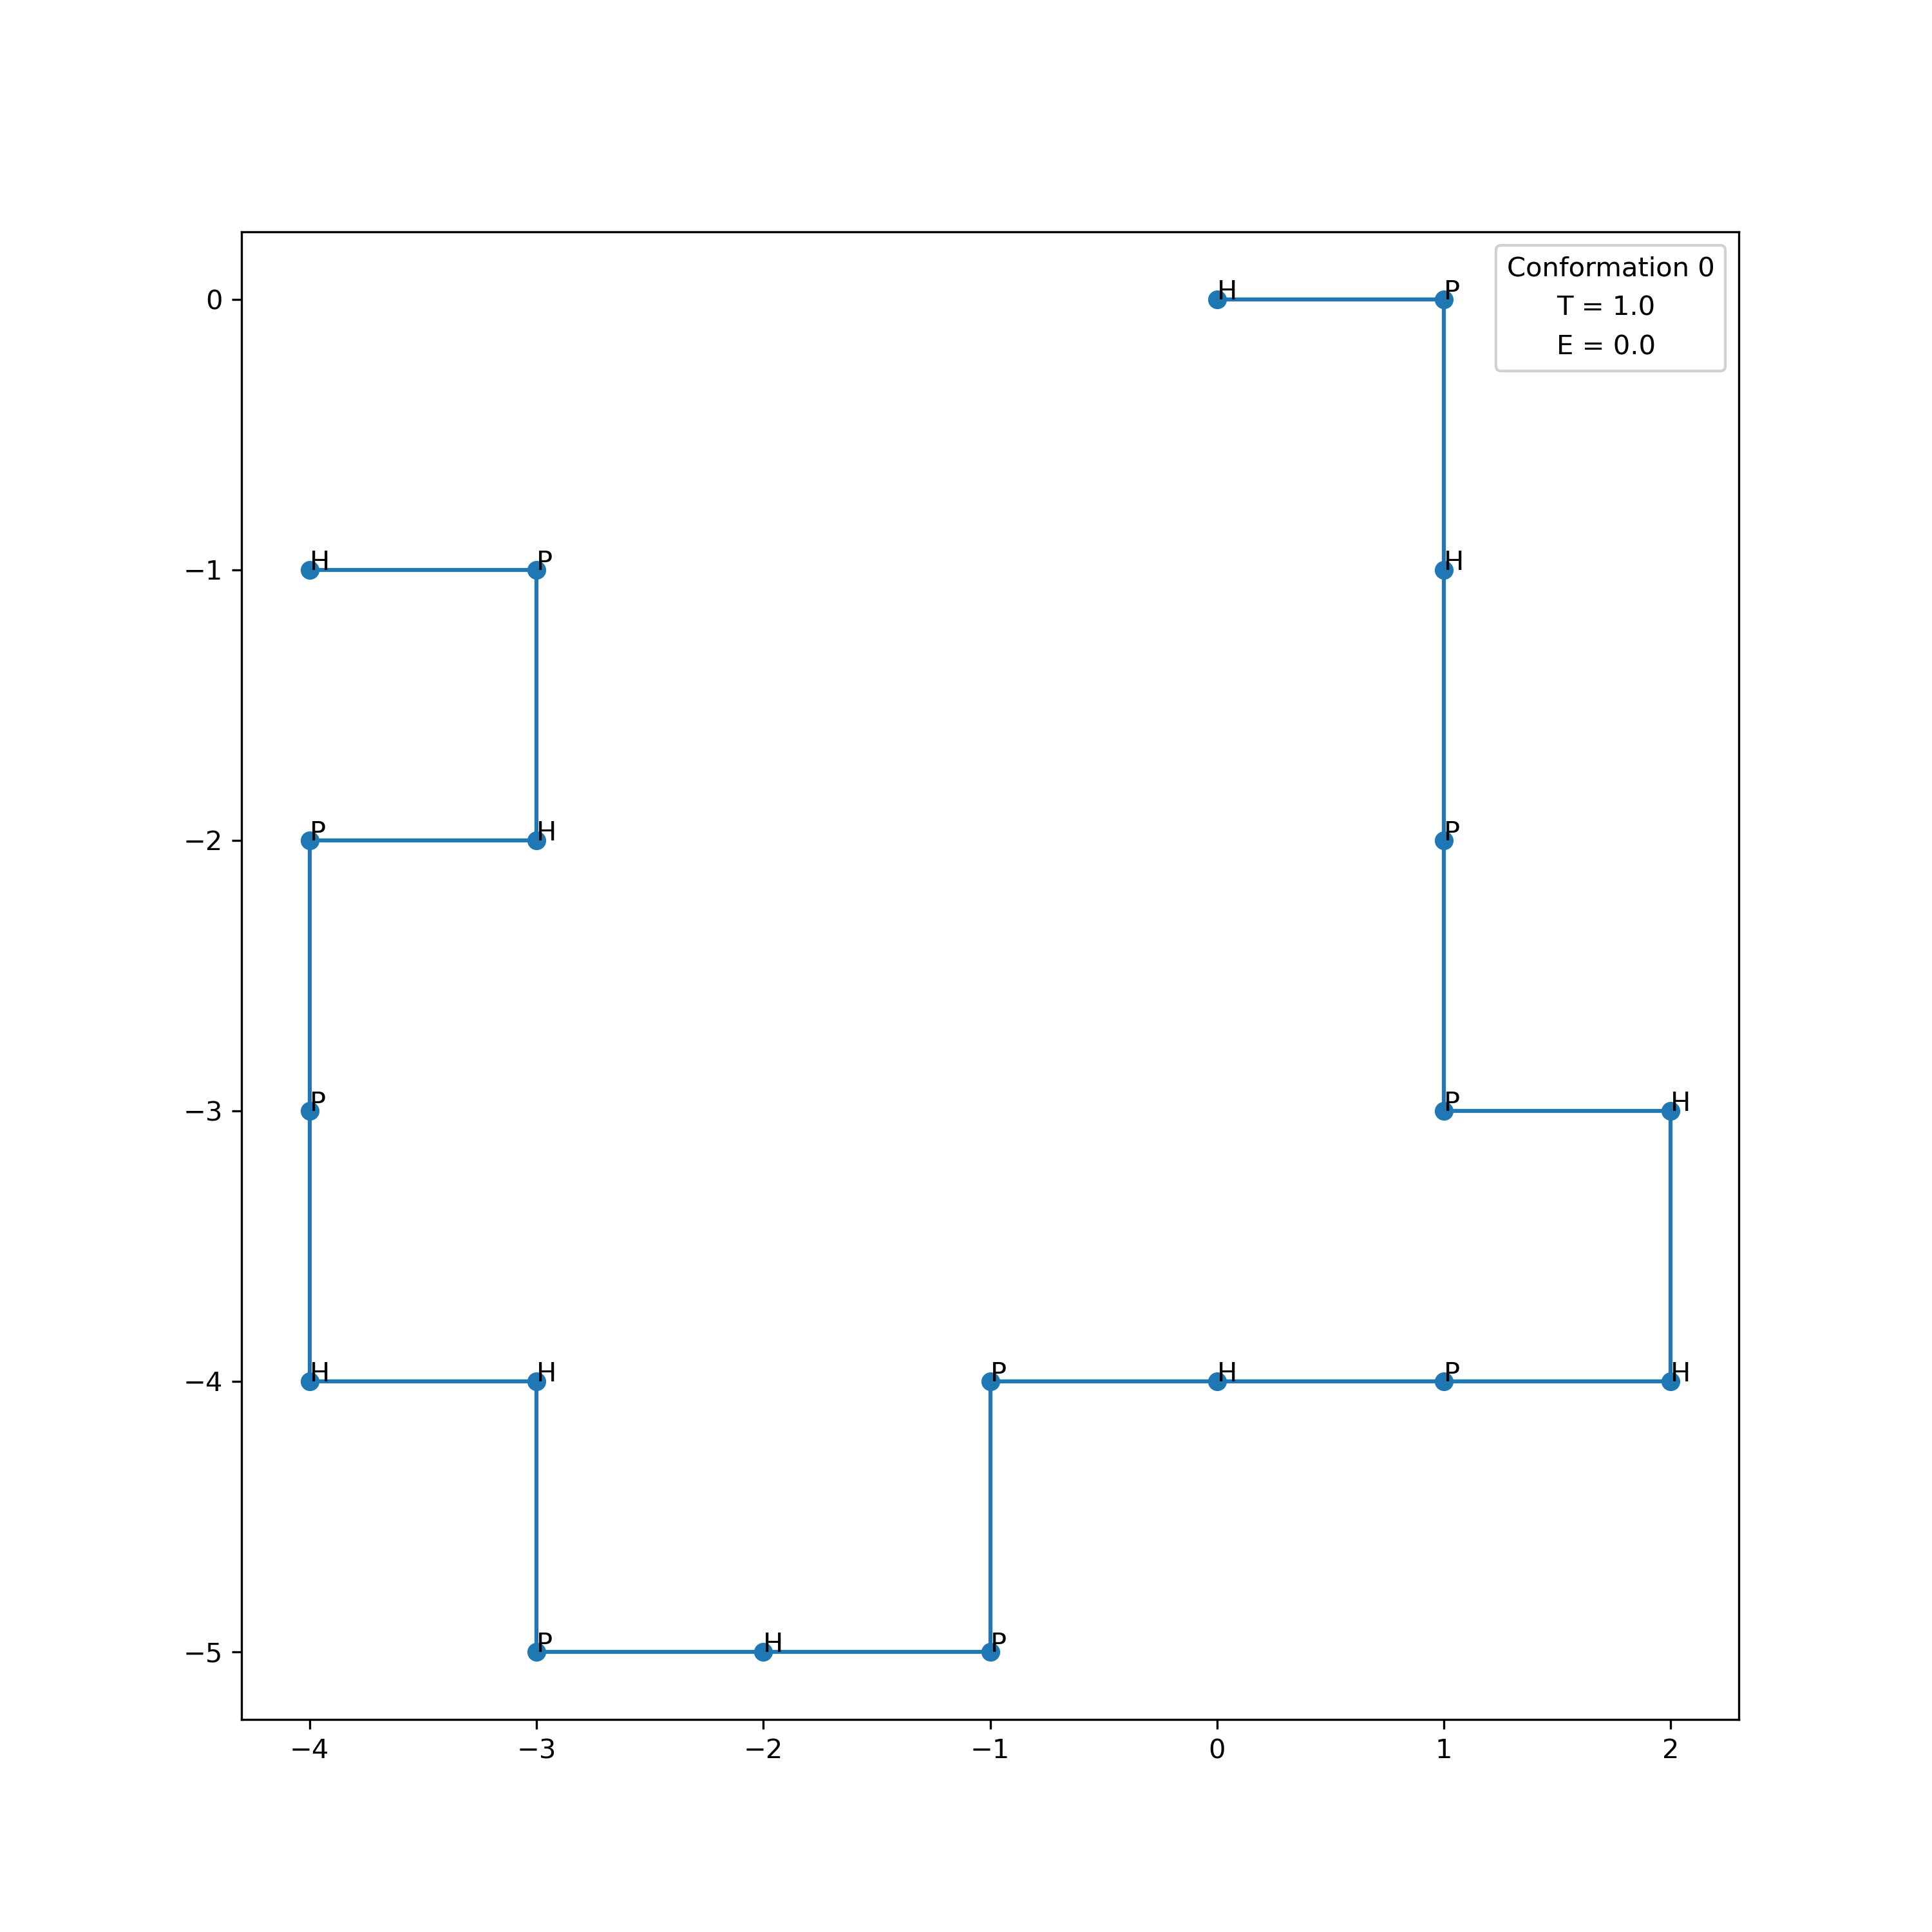 Conformation 0
T = 1.0
E = 0.0
0
H P
−1
H P H
−2
P H P
−3
P P H
−4
H H P H P H
−5
P H P
−4 −3 −2 −1 0 1 2